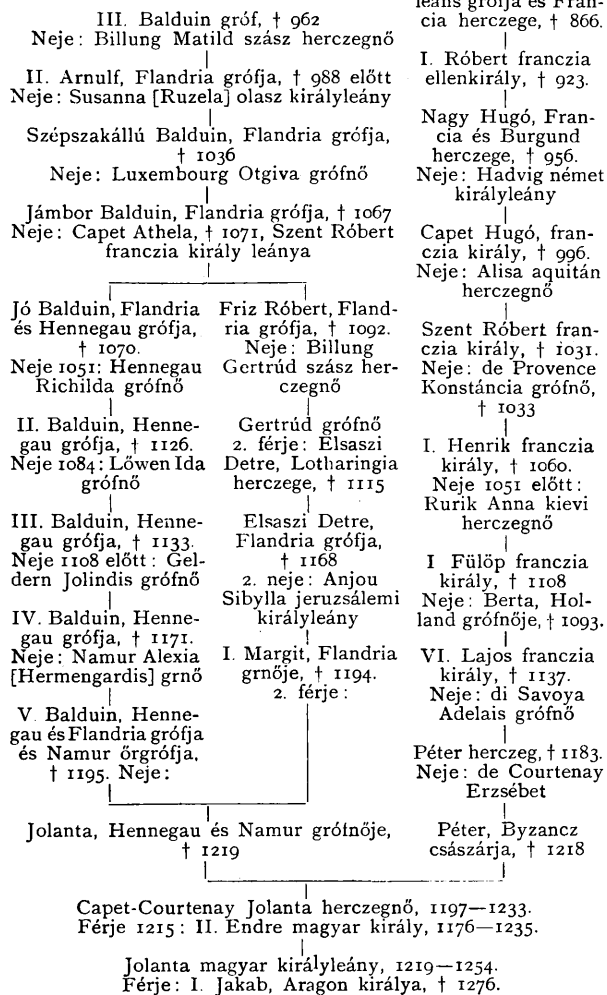 III. Balduin gróf, † 962
Neje: Billung Matild szász herczegnő
II. Arnulf, Flandria grófja, † 988 előtt
Neje: Susanna [Ruzela] olasz királyleány
Szépszakállú Balduin, Flandria grófja,
† 1036
Neje: Luxembourg Otgiva grófnő
Jámbor Balduin, Flandria grófja, † 1067
Neje: Capet Athela, † 1071, Szent Róbert
franczia király leánya
Jó Balduin, Flandria
és Hennegau grófja,
† 1070.
Neje 1051: Hennegau
Richilda grófnő
II. Balduin, Henne-
gau grófja, † 1126.
Neje 1084: Lőwen Ida
grófnő
III. Balduin, Henne-
gau grófja, † 1133.
Neje 1108 előtt: Gel-
dern Jolindis grófnő
IV. Balduin, Henne-
gau grófja, † 1171.
Neje: Namur Alexia
[Hermengardis] grnő
V. Balduin, Henne-
gau és Flandria grófja
és Namur őrgrófja,
† 1195. Neje:
Friz Róbert, Fland-
ria grófja, † 1092.
Neje: Billung
Gertrúd szász her-
czegnő
Gertrúd grófnő
2. férje: Elsaszi
Detre, Lotharingia
herczege, † 1115
Elsaszi Detre,
Flandria grófja,
† 1168
2. neje: Anjou
Sibylla jeruzsálemi
királyleány
I. Margit, Flandria
grnője, † 1194.
2. férje:
leans grófja és Fran-
cia herczege, † 866.
I. Róbert franczia
ellenkirály, † 923.
Nagy Hugó, Fran-
cia és Burgund
herczege, † 956.
Neje: Hadvig német
királyleány
Capet Hugó, fran-
czia király, † 996.
Neje: Alisa aquitán
herczegnő
Szent Róbert fran-
czia király, † 1031.
Neje: de Provence
Konstáncia grófnő,
† 1033
I. Henrik franczia
király, † 1060.
Neje 1051 előtt:
Rurik Anna kievi
herczegnő
I Fülöp franczia
király, † 1108
Neje: Berta, Hol-
land grófnője, † 1093.
VI. Lajos franczia
király, † 1137.
Neje: di Savoya
Adelais grófnő
Péter herczeg, † 1183.
Neje: de Courtenay
Erzsébet
Jolanta, Hennegau és Namur grófnője,
† 1219
Péter, Byzancz
császárja, † 1218
Capet-Courtenay Jolanta herczegnő, 1197—1233.
Férje 1215: II. Endre magyar király, 1176—1235.
Jolanta magyar királyleány, 1219—1254.
Férje: I. Jakab, Aragon királya, † 1276.